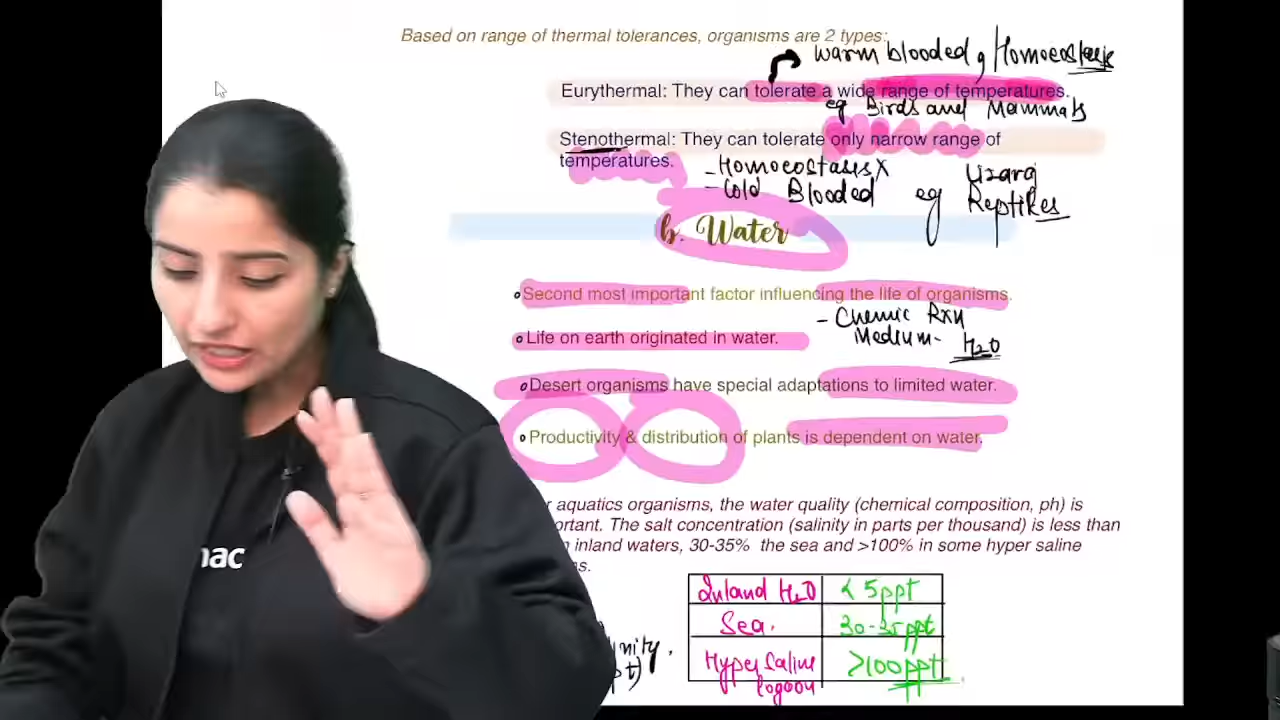 Based on range of thermal tolerances, organisms are 2 types:
warm blooded, Homoeostasis
Eurythermal: They can tolerate a wide range of temperatures.
eg Birds and Mammals
Stenothermal: They can tolerate only narrow range of
temperatures.
- Homoeostasis X
- Cold Blooded eg
Lizard
Reptiles
b. Water
Second most important factor influencing the life of organisms.
- Chemic Rxn
Medium- H2O
Life on earth originated in water.
Desert organisms have special adaptations to limited water.
Productivity & distribution of plants is dependent on water.
aquatics organisms, the water quality (chemical composition, ph) is
ortant. The salt concentration (salinity in parts per thousand) is less than
inland waters, 30-35% the sea and >100% in some hyper saline
s.
Inland H2O < 5ppt
Sea. 30-35ppt
Hyper Saline logoon >100ppt
nity.
t)
nac